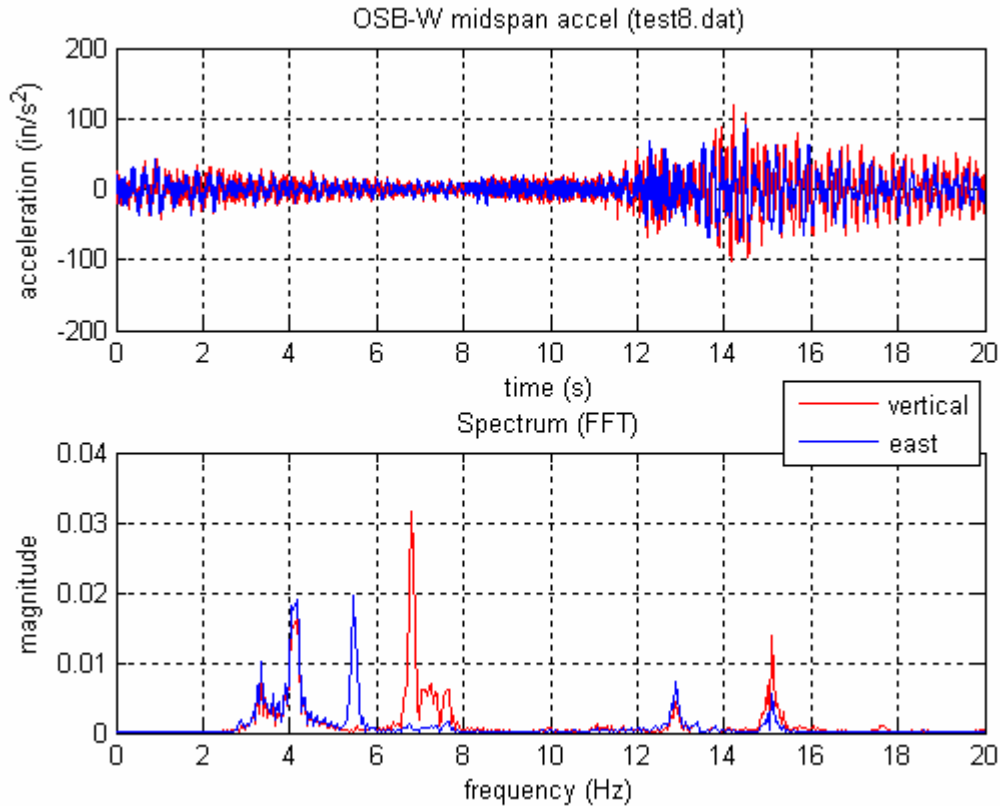 OSB-W midspan accel (test8.dat)
200
100
0
-100
-200
acceleration (in/s²)
0 2 4 6 8 10 12 14 16 18 20
time (s)
vertical
east
Spectrum (FFT)
0.04
0.03
0.02
0.01
0
magnitude
0 2 4 6 8 10 12 14 16 18 20
frequency (Hz)